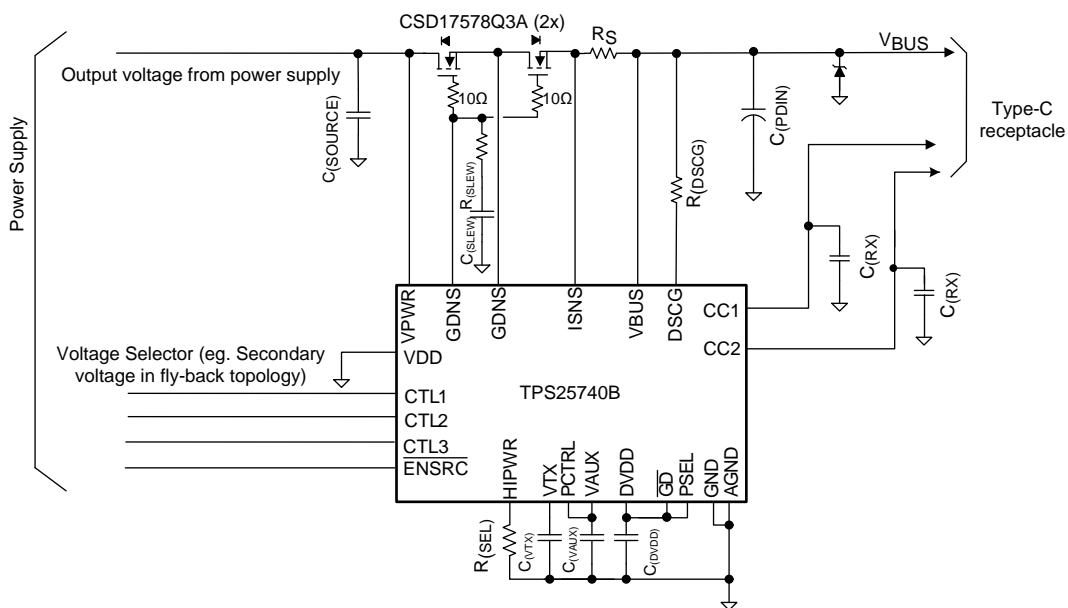 CSD17578Q3A (2x)
RS
VBUS
Output voltage from power supply
10Ω
10Ω
Type-C
receptacle
Power Supply
C(SOURCE)
R(SLEW)
C(SLEW)
R(DSCG)
C(PDIN)
C(RX)
C(RX)
VPWR
GDNS
GDNS
ISNS
VBUS
DSCG
CC1
CC2
Voltage Selector (eg. Secondary
voltage in fly-back topology)
VDD
TPS25740B
CTL1
CTL2
CTL3
ENSRC
HIPWR
VTX
PCTRL
VAUX
DVDD
GD
PSEL
GND
AGND
R(SEL)
C(VTX)
C(VAUX)
C(DVDD)